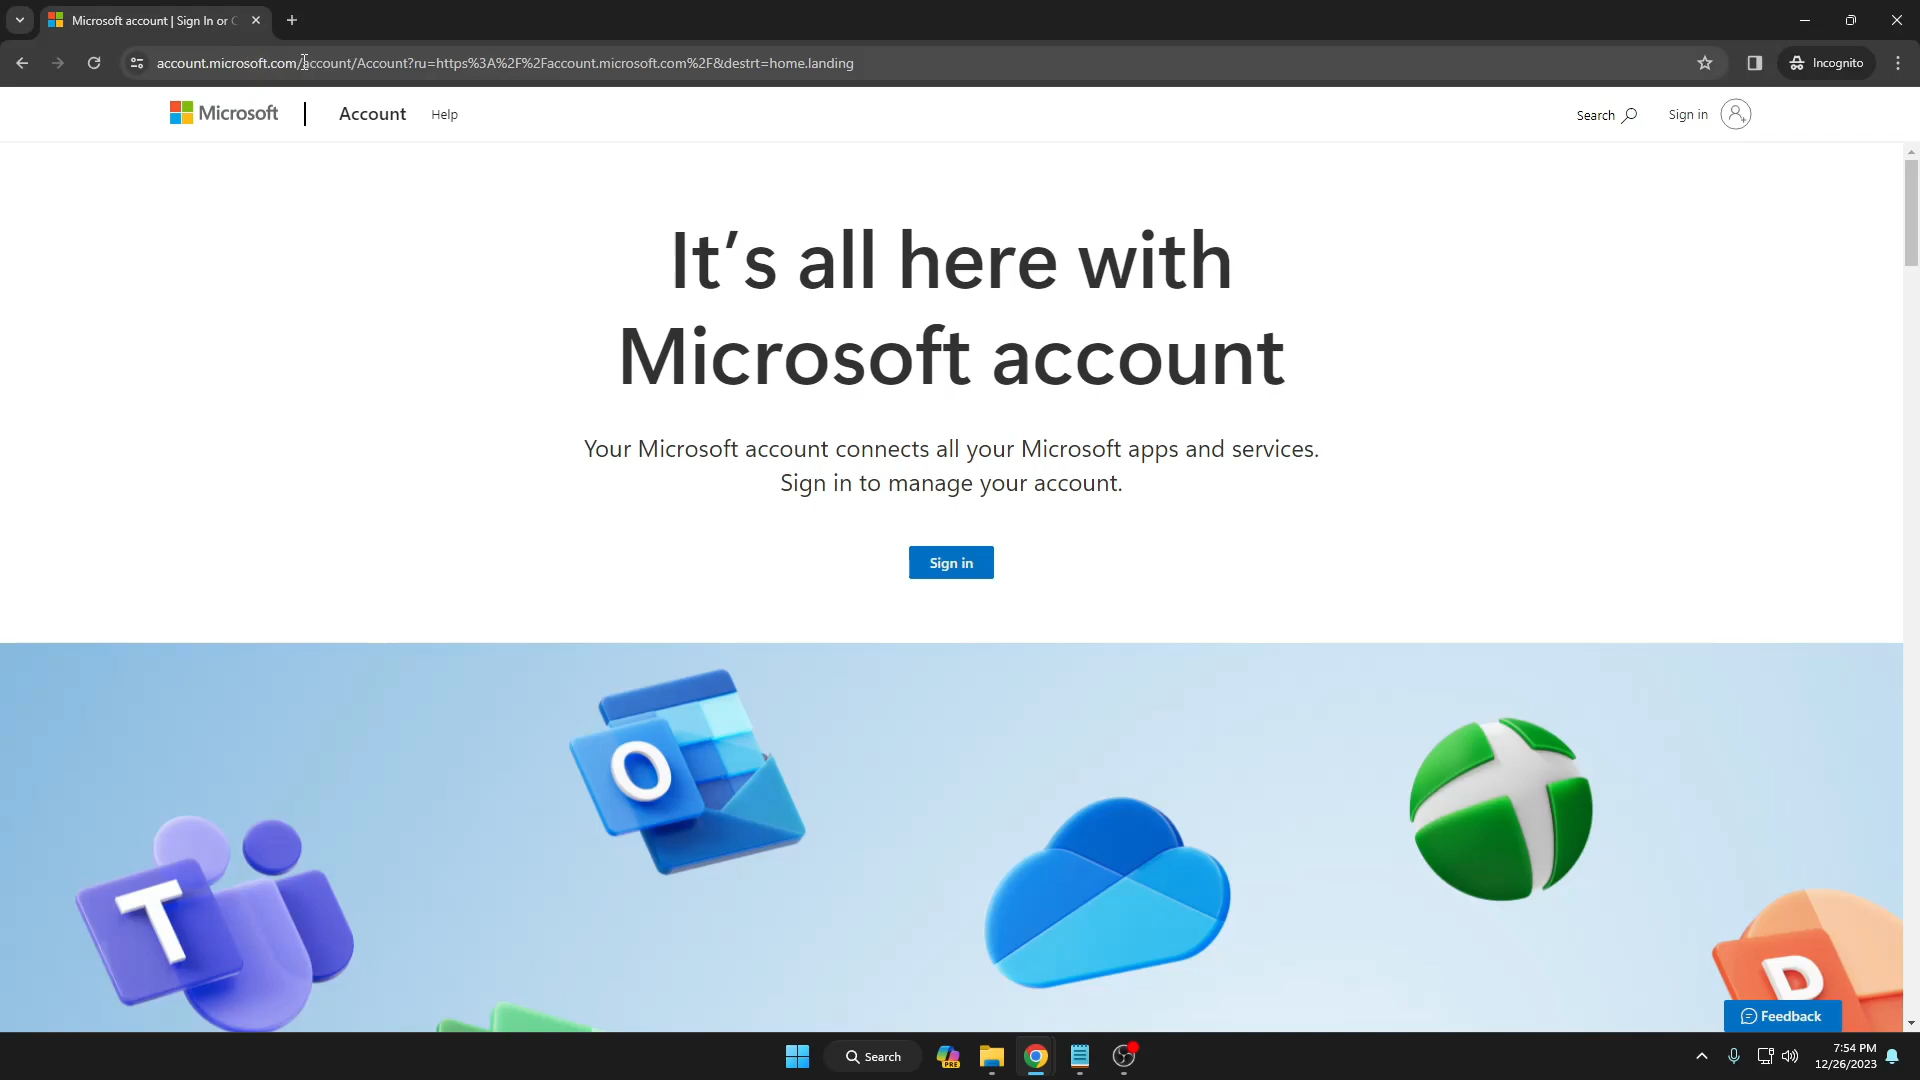 Microsoft account | Sign In or C
account.microsoft.com/account/Account?ru=https%3A%2F%2Faccount.microsoft.com%2F&destrt=home.landing
Incognito
Microsoft
Account
Help
Search
Sign in
It's all here with
Microsoft account
Your Microsoft account connects all your Microsoft apps and services.
Sign in to manage your account.
Sign in
O
T
P
Feedback
Search
PRE
7:54 PM
12/26/2023